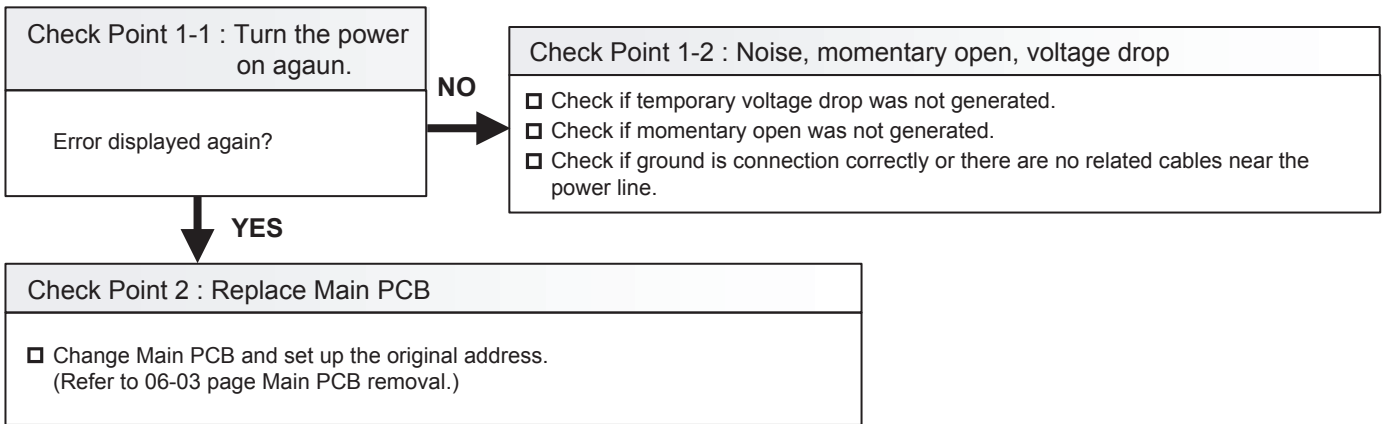 Check Point 1-1 : Turn the power
on agaun.
Error displayed again?
NO
Check Point 1-2 : Noise, momentary open, voltage drop
Check if temporary voltage drop was not generated.
Check if momentary open was not generated.
Check if ground is connection correctly or there are no related cables near the
power line.
YES
Check Point 2 : Replace Main PCB
Change Main PCB and set up the original address.
(Refer to 06-03 page Main PCB removal.)